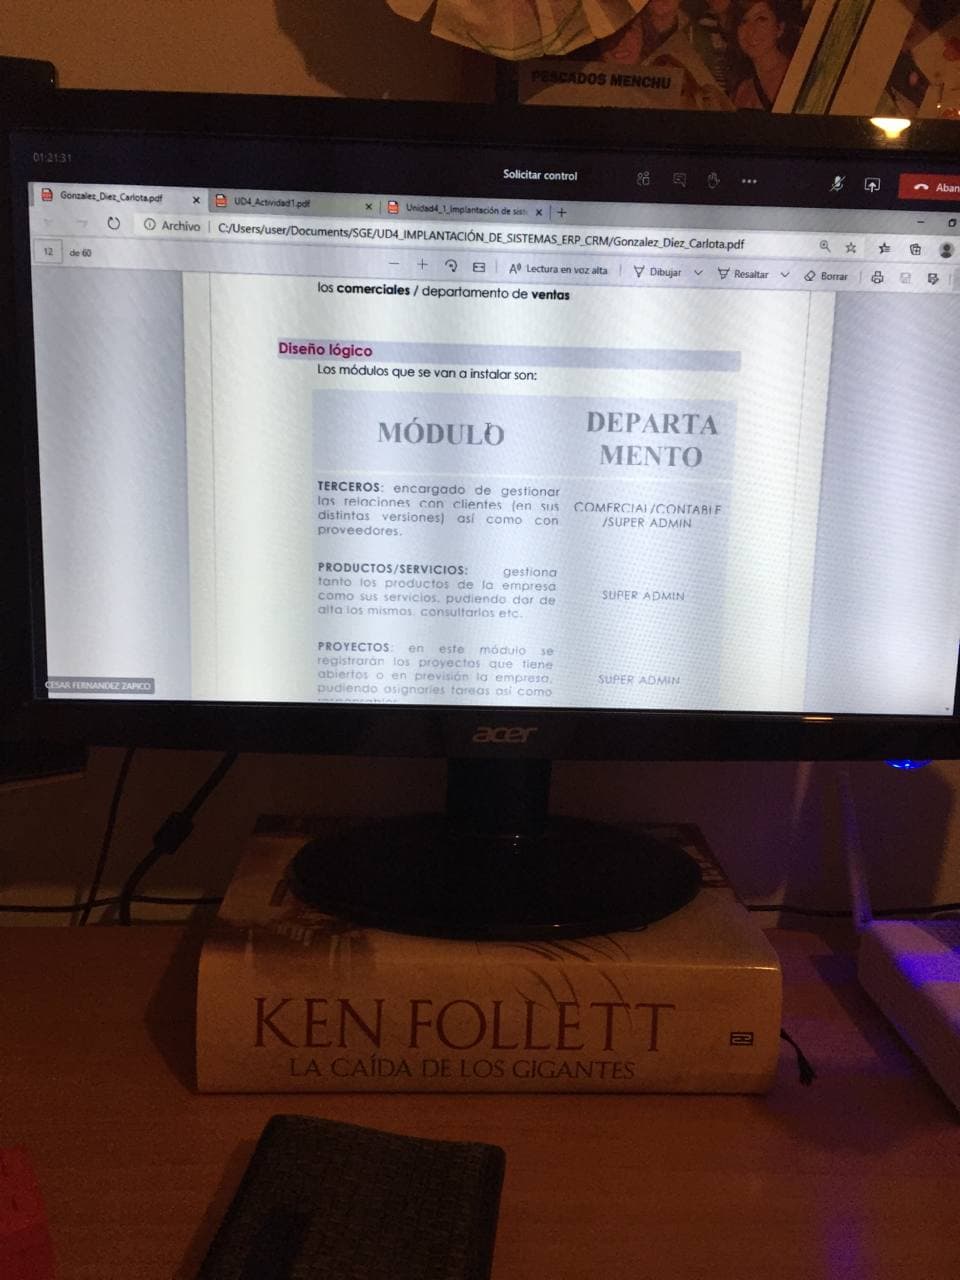 PESCADOS MENCHU
01:21:31
Solicitar control
Aban
Gonzalez_Diez_Carlota.pdf
UD4_Actividad1.pdf
Unidad4_1_Implantación de sist
Archivo
C:/Users/user/Documents/SGE/UD4_IMPLANTACIÓN_DE_SISTEMAS_ERP_CRM/Gonzalez_Diez_Carlota.pdf
12 de 60
Lectura en voz alta
Dibujar
Resaltar
Borrar
los comerciales / departamento de ventas
Diseño lógico
Los módulos que se van a instalar son:
MÓDULO
DEPARTA
MENTO
TERCEROS: encargado de gestionar
las relaciones con clientes (en sus
distintas versiones) así como con
proveedores.
COMERCIAL/CONTABLE
/SUPER ADMIN
PRODUCTOS/SERVICIOS: gestiona
tanto los productos de la empresa
como sus servicios, pudiendo dar de
alta los mismos, consultarlos etc.
SUPER ADMIN
PROYECTOS: en este módulo se
registrarán los proyectos que tiene
abiertos o en previsión la empresa,
pudiendo asignarles tareas así como
SUPER ADMIN
CESAR FERNANDEZ ZAPICO
acer
KEN FOLLETT
LA CAÍDA DE LOS GIGANTES